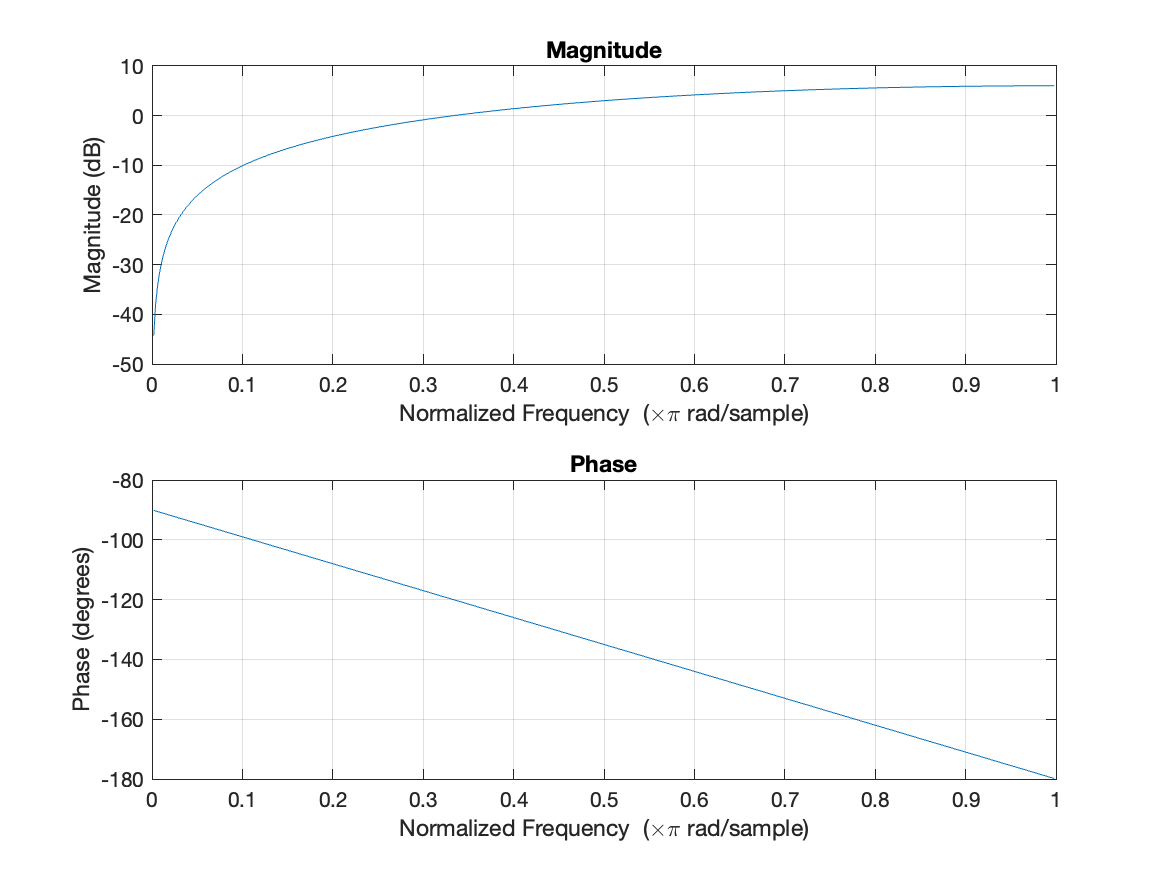 Magnitude
10
0
-10
-20
-30
-40
-50
Magnitude (dB)
0 0.1 0.2 0.3 0.4 0.5 0.6 0.7 0.8 0.9 1
Normalized Frequency (×π rad/sample)
Phase
-80
-100
-120
-140
-160
-180
Phase (degrees)
0 0.1 0.2 0.3 0.4 0.5 0.6 0.7 0.8 0.9 1
Normalized Frequency (×π rad/sample)